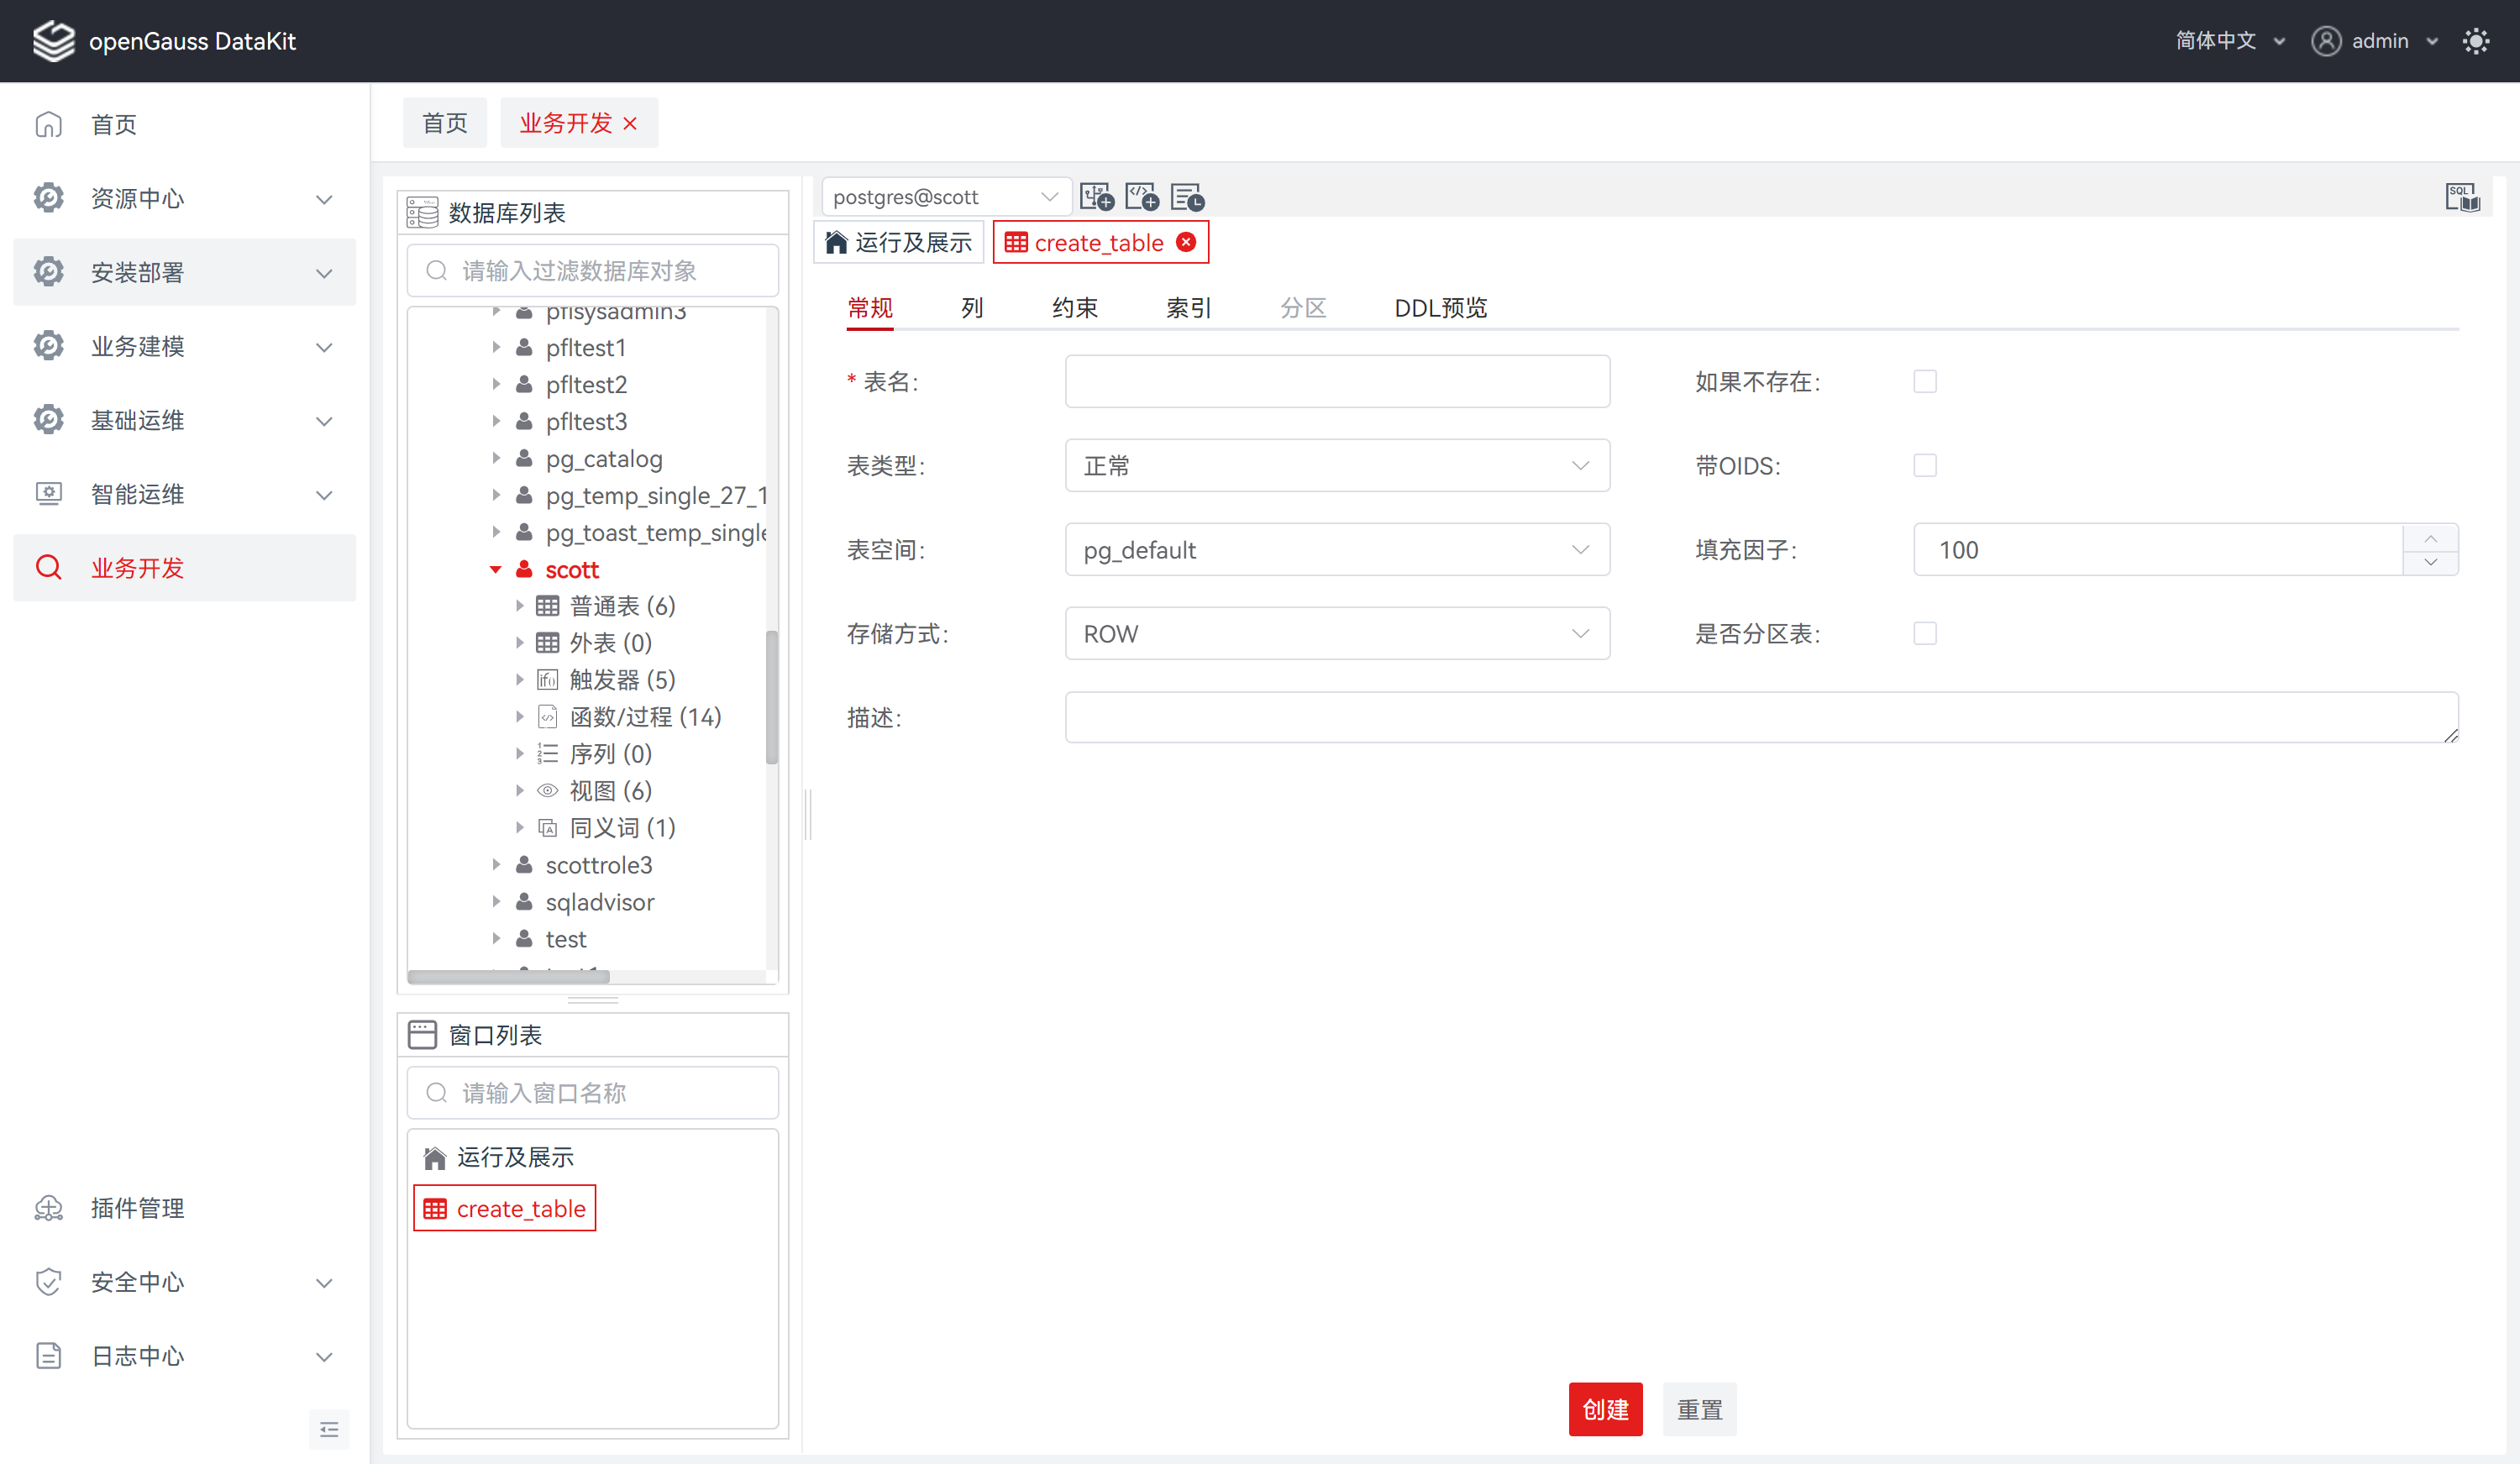 openGauss DataKit
简体中文
admin
首页
资源中心
安装部署
业务建模
基础运维
智能运维
业务开发
插件管理
安全中心
日志中心
首页
业务开发
数据库列表
请输入过滤数据库对象
pflsysadmin3
pfltest1
pfltest2
pfltest3
pg_catalog
pg_temp_single_27_1
pg_toast_temp_single
scott
普通表 (6)
外表 (0)
触发器 (5)
函数/过程 (14)
序列 (0)
视图 (6)
同义词 (1)
scottrole3
sqladvisor
test
窗口列表
请输入窗口名称
运行及展示
create_table
postgres@scott
SQL
运行及展示
create_table
常规
列
约束
索引
分区
DDL预览
* 表名：
如果不存在：
表类型：
正常
带OIDS：
表空间：
pg_default
填充因子：
100
存储方式：
ROW
是否分区表：
描述：
创建
重置